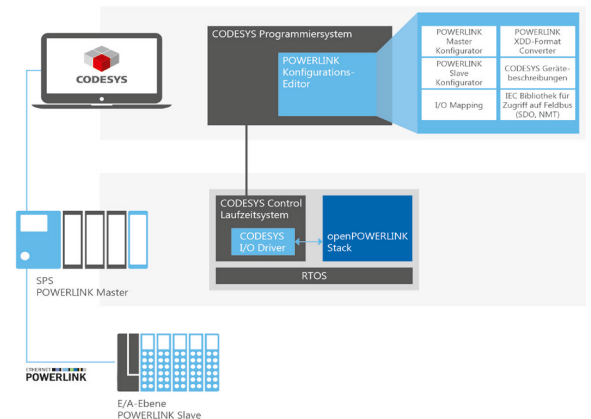 CODESYS
CODESYS Programmiersystem
POWERLINK
Konfigurations-
Editor
POWERLINK
Master
Konfigurator
POWERLINK
XDD-Format
Converter
POWERLINK
Slave
Konfigurator
CODESYS Geräte-
beschreibungen
I/O Mapping
IEC Bibliothek für
Zugriff auf Feldbus
(SDO, NMT)
CODESYS Control
Laufzeitsystem
CODESYS
I/O Driver
openPOWERLINK
Stack
RTOS
SPS
POWERLINK Master
ETHERNET
POWERLINK
E/A-Ebene
POWERLINK Slave